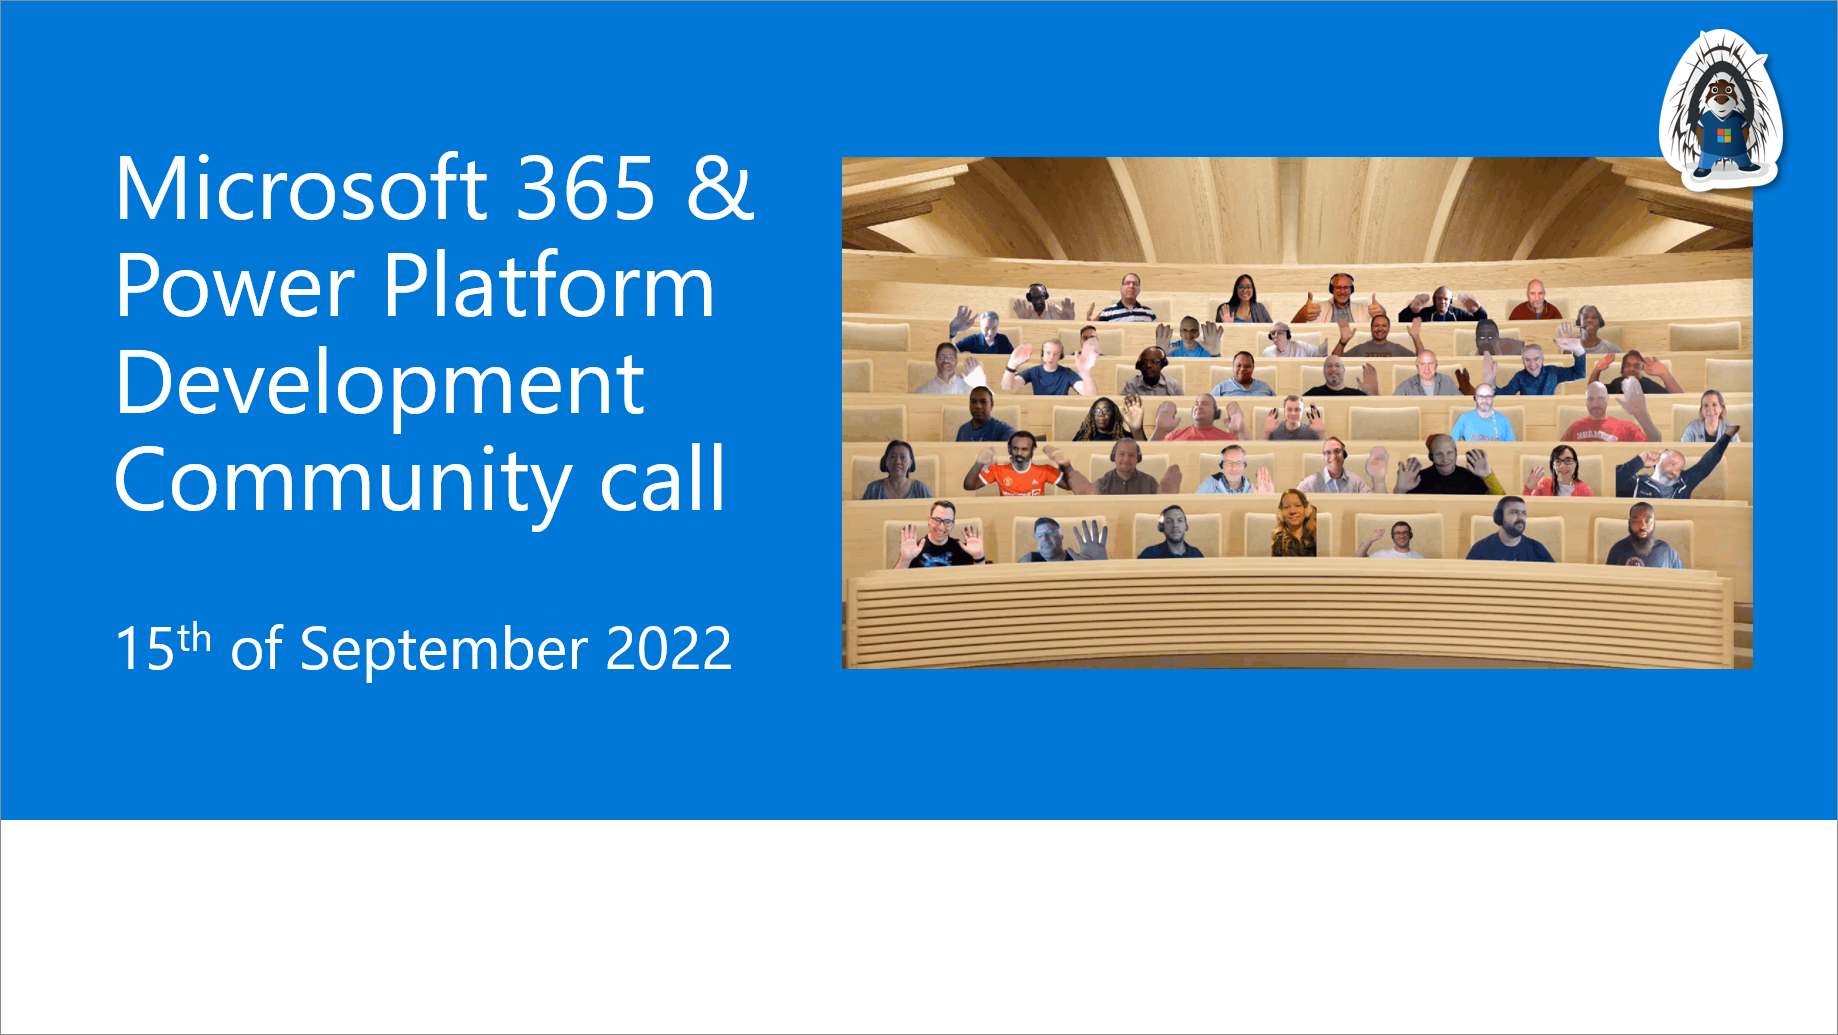 Microsoft 365 &
Power Platform
Development
Community call
15th of September 2022